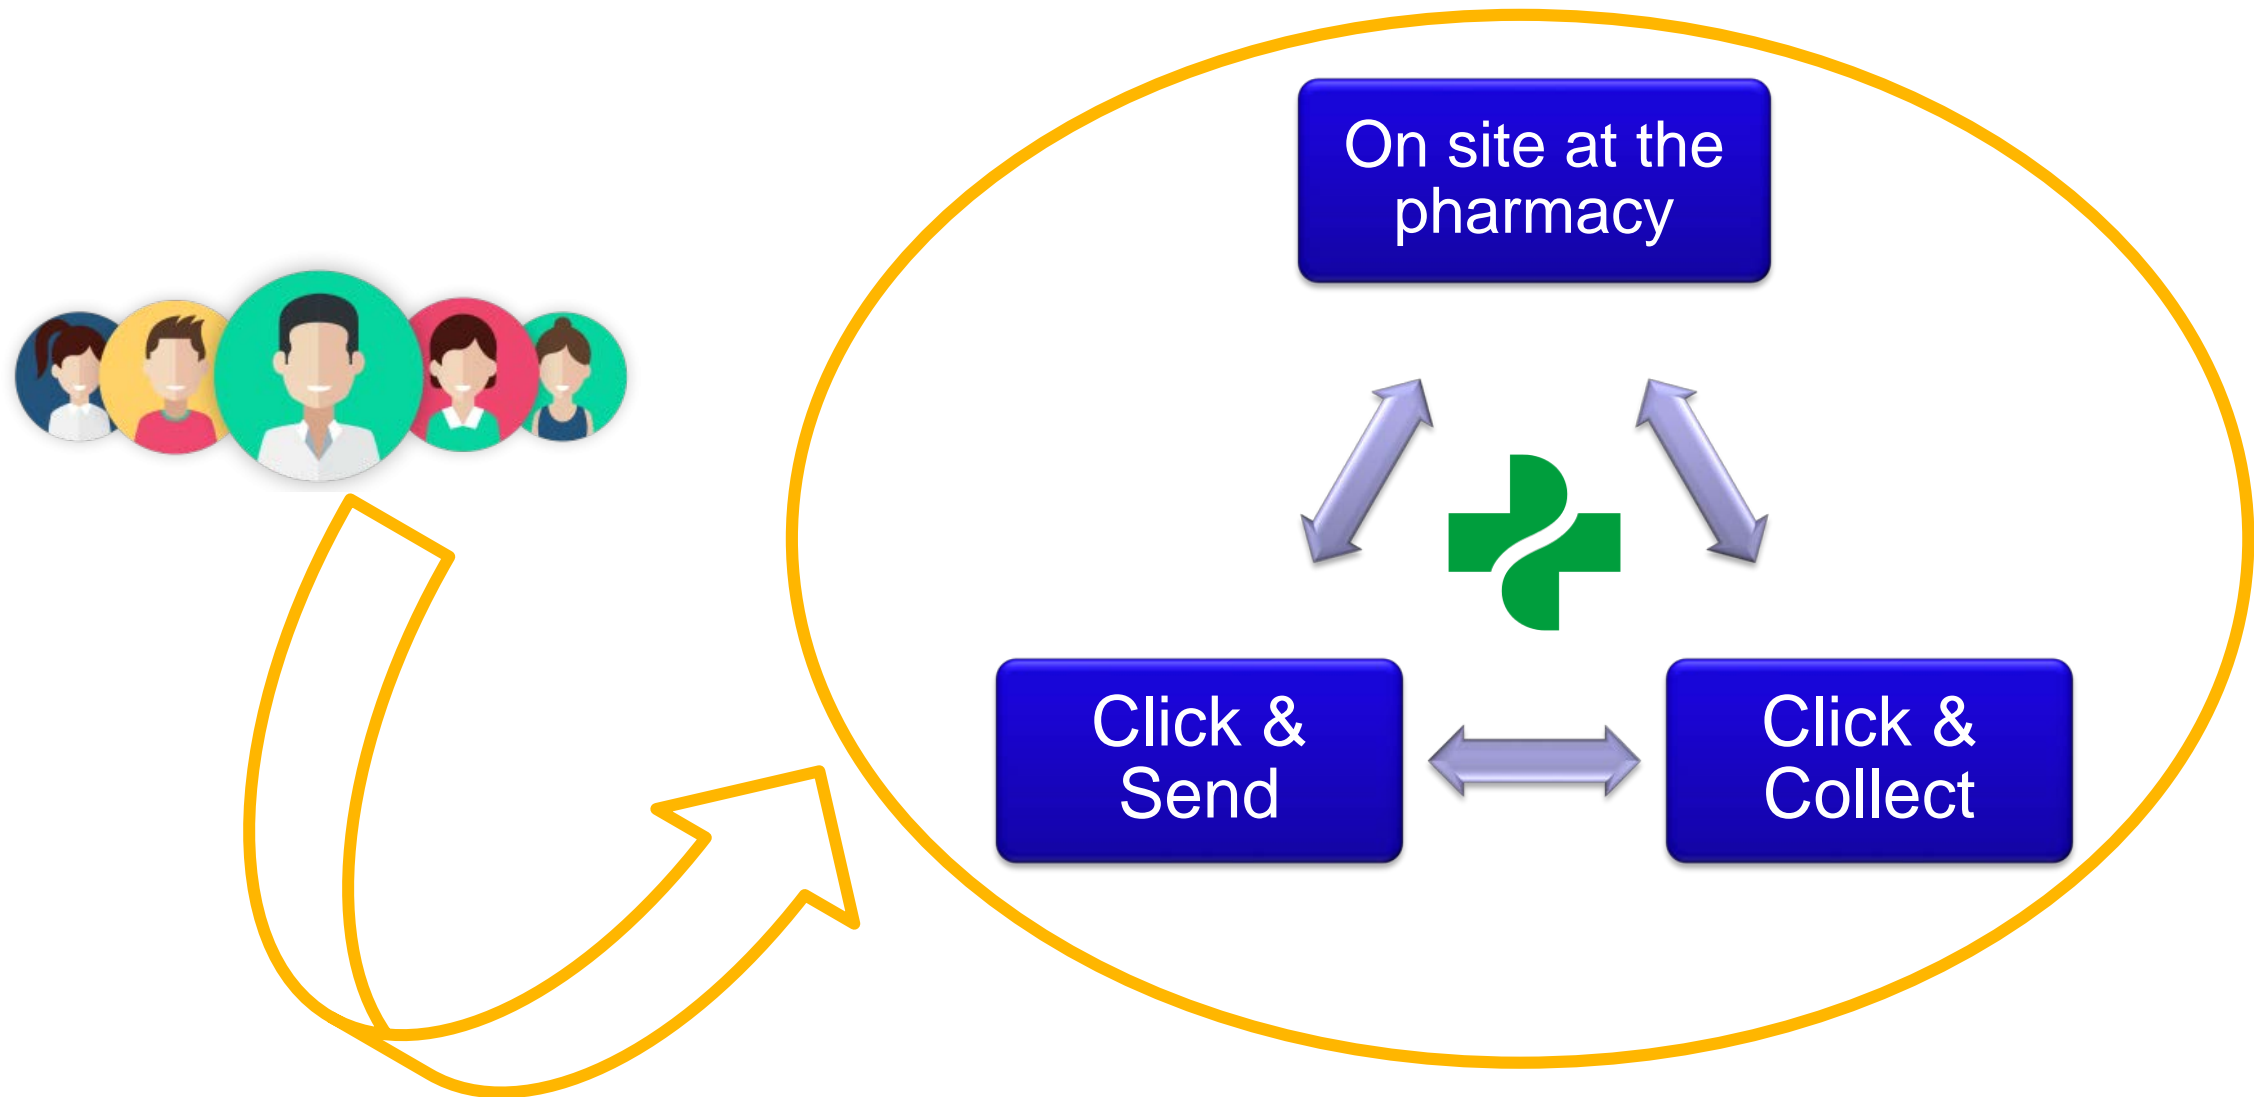 On site at the
pharmacy
Click &
Send
Click &
Collect